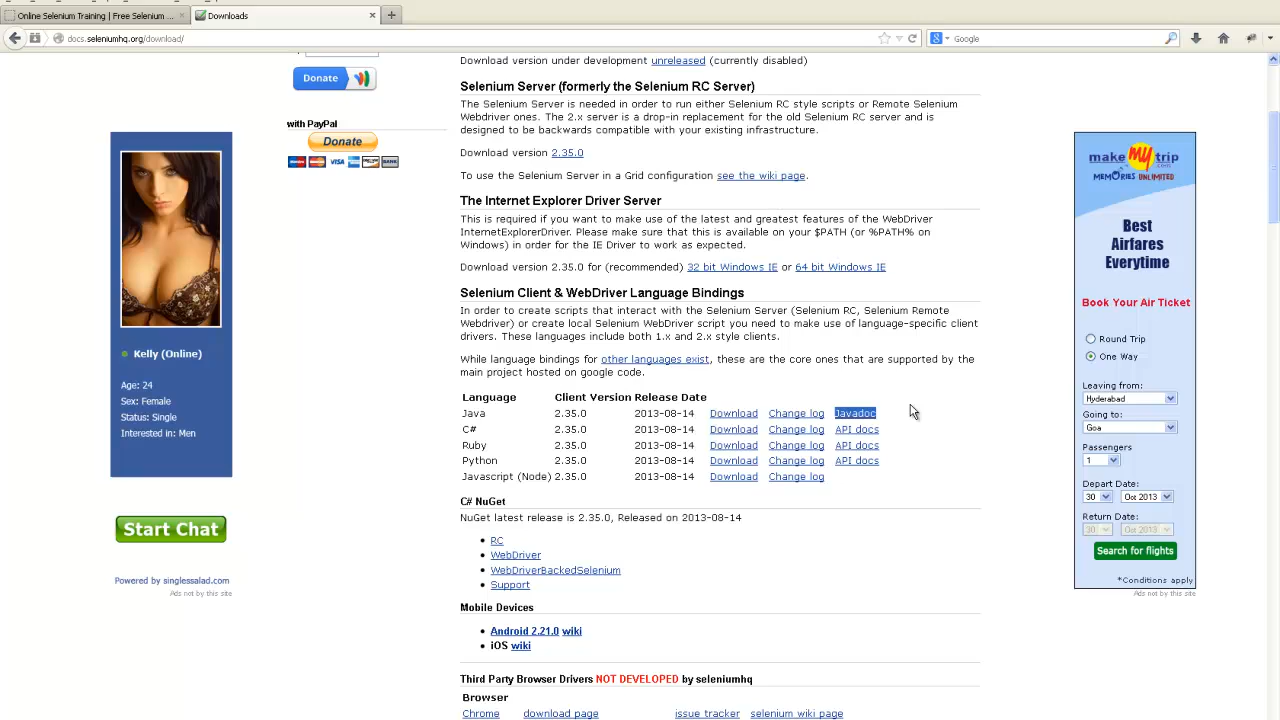 Online Selenium Training | Free Selenium ...
Downloads
docs.seleniumhq.org/download/
Google
Donate
with PayPal
Donate
VISA
BANK
Kelly (Online)
Age: 24
Sex: Female
Status: Single
Interested in: Men
Start Chat
Powered by singlessalad.com
Ads not by this site
Download version under development unreleased (currently disabled)
Selenium Server (formerly the Selenium RC Server)
The Selenium Server is needed in order to run either Selenium RC style scripts or Remote Selenium
Webdriver ones. The 2.x server is a drop-in replacement for the old Selenium RC server and is
designed to be backwards compatible with your existing infrastructure.
Download version 2.35.0
To use the Selenium Server in a Grid configuration see the wiki page.
The Internet Explorer Driver Server
This is required if you want to make use of the latest and greatest features of the WebDriver
InternetExplorerDriver. Please make sure that this is available on your $PATH (or %PATH% on
Windows) in order for the IE Driver to work as expected.
Download version 2.35.0 for (recommended) 32 bit Windows IE or 64 bit Windows IE
Selenium Client & WebDriver Language Bindings
In order to create scripts that interact with the Selenium Server (Selenium RC, Selenium Remote
Webdriver) or create local Selenium WebDriver script you need to make use of language-specific client
drivers. These languages include both 1.x and 2.x style clients.
While language bindings for other languages exist, these are the core ones that are supported by the
main project hosted on google code.
Language Client Version Release Date
Java 2.35.0 2013-08-14 Download Change log Javadoc
C# 2.35.0 2013-08-14 Download Change log API docs
Ruby 2.35.0 2013-08-14 Download Change log API docs
Python 2.35.0 2013-08-14 Download Change log API docs
Javascript (Node) 2.35.0 2013-08-14 Download Change log
C# NuGet
NuGet latest release is 2.35.0, Released on 2013-08-14
RC
WebDriver
WebDriverBackedSelenium
Support
Mobile Devices
Android 2.21.0 wiki
iOS wiki
Third Party Browser Drivers NOT DEVELOPED by seleniumhq
Browser
Chrome download page issue tracker selenium wiki page
make my trip
.com
MEMORIES UNLIMITED
Best
Airfares
Everytime
Book Your Air Ticket
Round Trip
One Way
Leaving from:
Hyderabad
Going to:
Goa
Passengers
1
Depart Date:
30 Oct 2013
Return Date:
30 Oct 2013
Search for flights
*Conditions apply
Ads not by this site